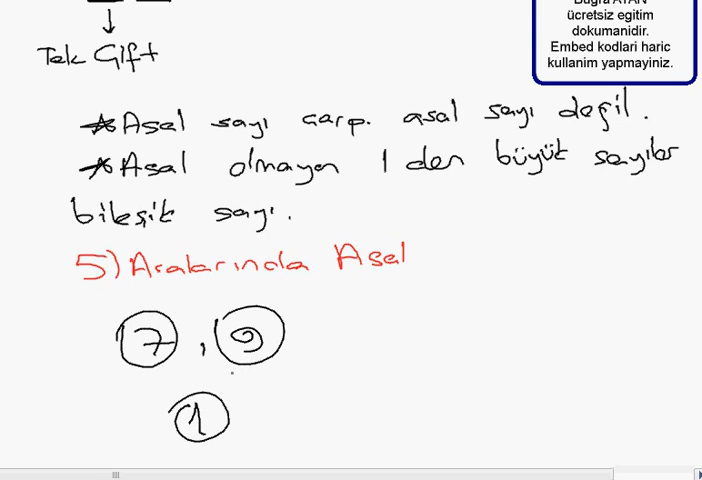 Buğra AYAN
ücretsiz egitim
dokumanidir.
Embed kodlari haric
kullanim yapmayiniz.
Tek Çift
*Asal sayı çarp. asal sayı değil.
*Asal olmayan 1 den büyük sayılar
bileşik sayı.
5) Aralarında Asal
7, 9
1